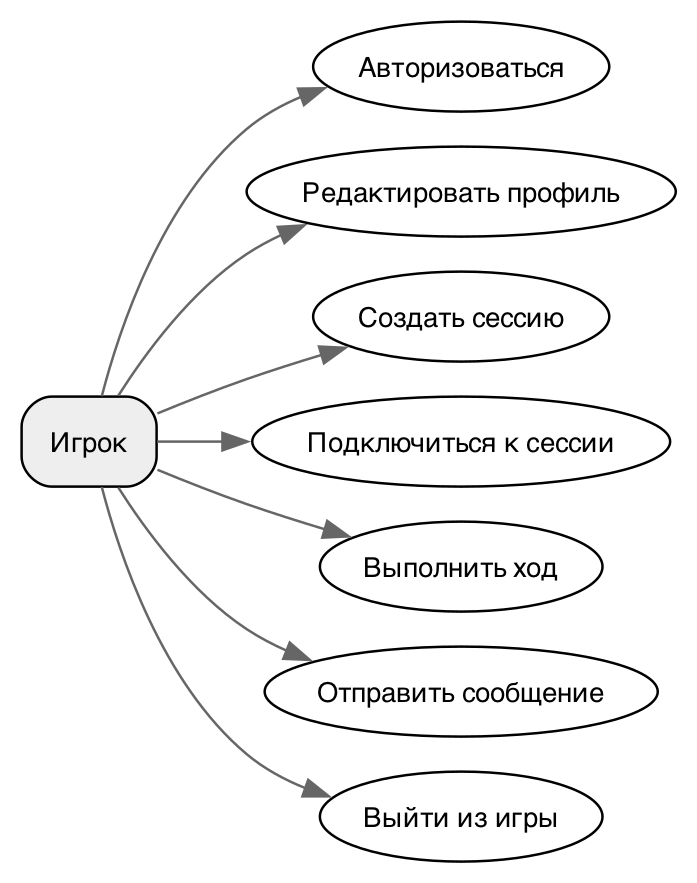 Авторизоваться
Редактировать профиль
Создать сессию
Игрок
Подключиться к сессии
Выполнить ход
Отправить сообщение
Выйти из игры